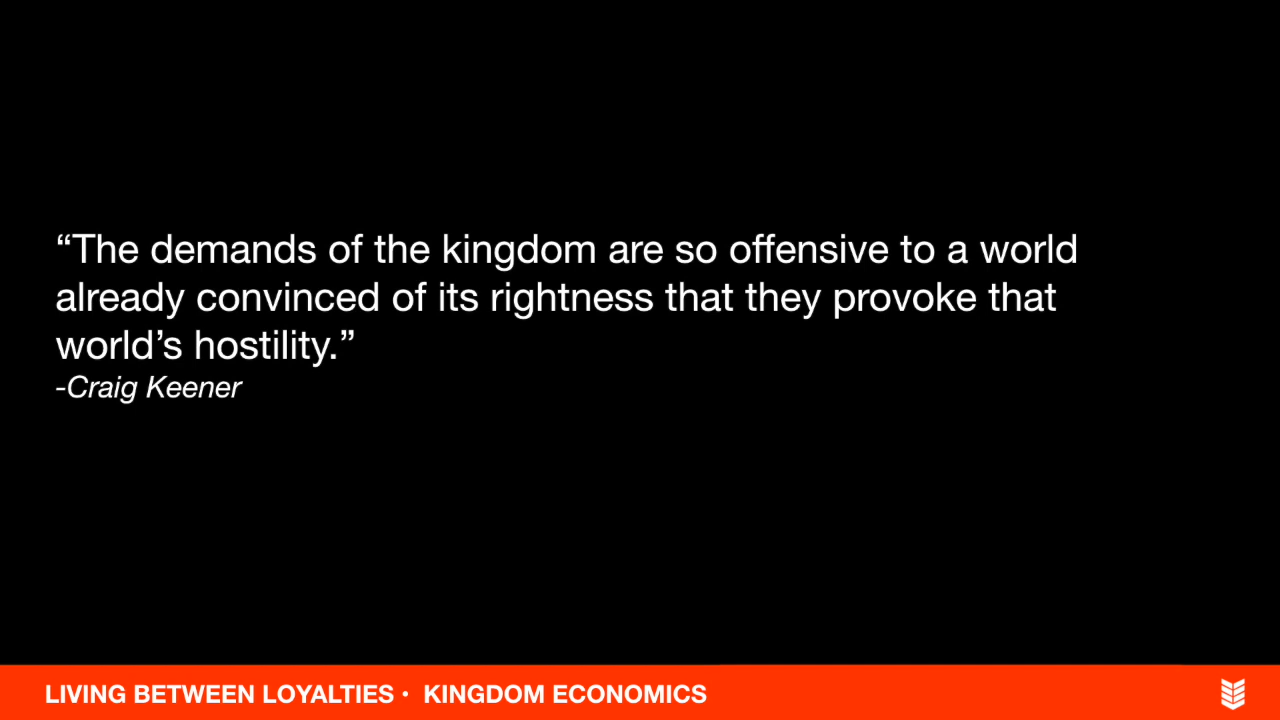 “The demands of the kingdom are so offensive to a world
already convinced of its rightness that they provoke that
world’s hostility.”
-Craig Keener
LIVING BETWEEN LOYALTIES • KINGDOM ECONOMICS